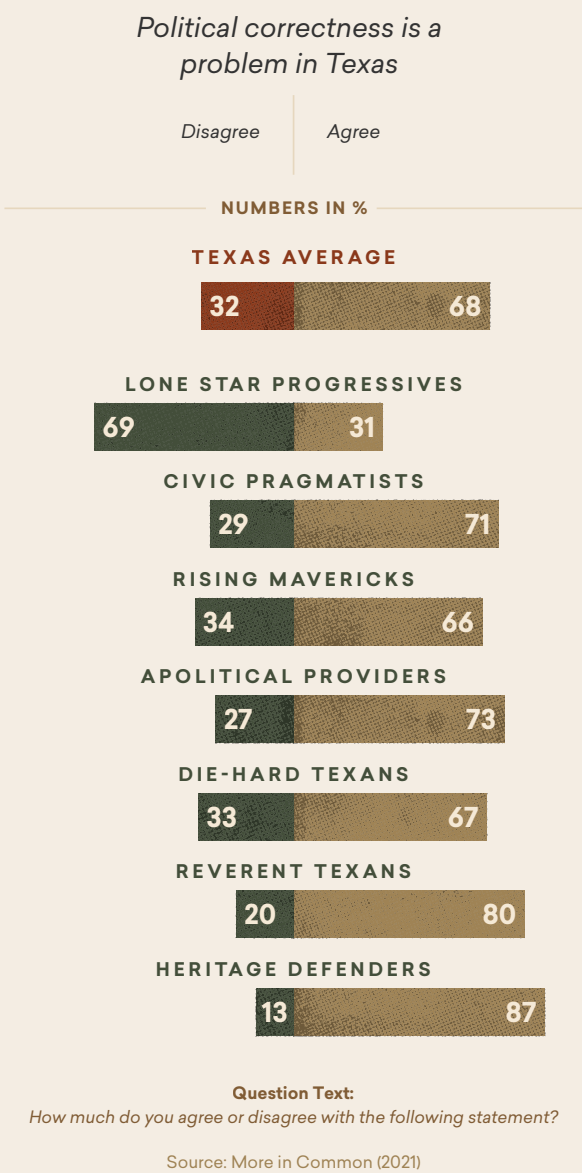 Political correctness is a
problem in Texas
Disagree Agree
NUMBERS IN %
TEXAS AVERAGE
32 68
LONE STAR PROGRESSIVES
69 31
CIVIC PRAGMATISTS
29 71
RISING MAVERICKS
34 66
APOLITICAL PROVIDERS
27 73
DIE-HARD TEXANS
33 67
REVERENT TEXANS
20 80
HERITAGE DEFENDERS
13 87
Question Text:
How much do you agree or disagree with the following statement?
Source: More in Common (2021)